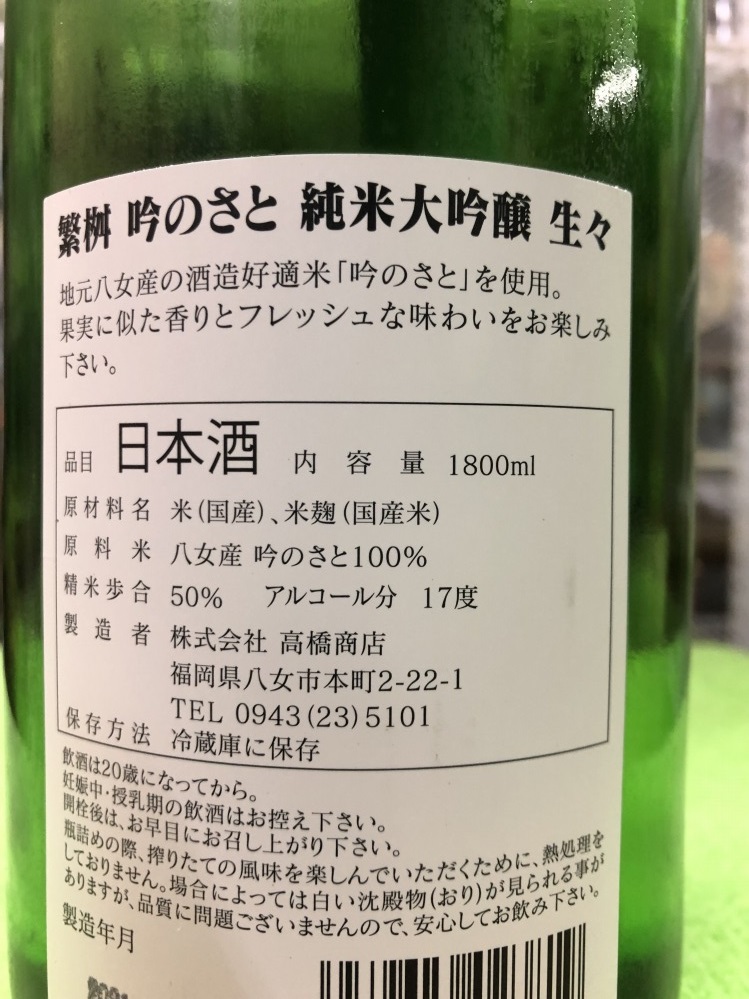 繁桝 吟のさと 純米大吟醸 生々
地元八女産の酒造好適米「吟のさと」を使用。
果実に似た香りとフレッシュな味わいをお楽しみ
下さい。
品目 日本酒 内容量 1800ml
原材料名 米(国産)、米麹(国産米)
原料米 八女産 吟のさと100%
精米歩合 50% アルコール分 17度
製造者 株式会社 高橋商店
福岡県八女市本町2-22-1
TEL 0943(23)5101
保存方法 冷蔵庫に保存
飲酒は20歳になってから。
妊娠中・授乳期の飲酒はお控え下さい。
開栓後は、お早目にお召し上がり下さい。
瓶詰めの際、搾りたての風味を楽しんでいただくために、熱処理を
しておりません。場合によっては白い沈殿物(おり)が見られる事が
ありますが、品質に問題ございませんので、安心してお飲み下さい。
製造年月